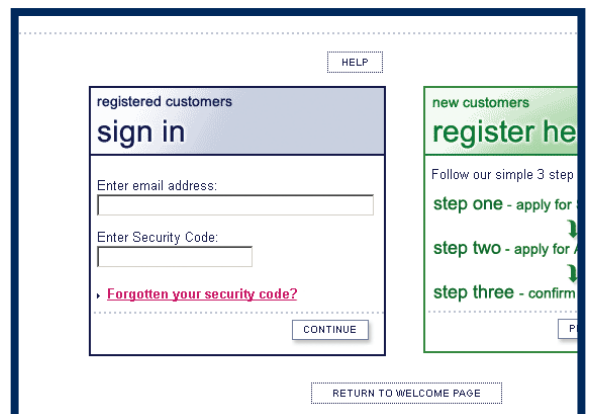 HELP
registered customers
sign in
Enter email address:
Enter Security Code:
Forgotten your security code?
CONTINUE
new customers
register
Follow our simple 3 step
step one - apply for
step two - apply for
step three - confirm
RETURN TO WELCOME PAGE